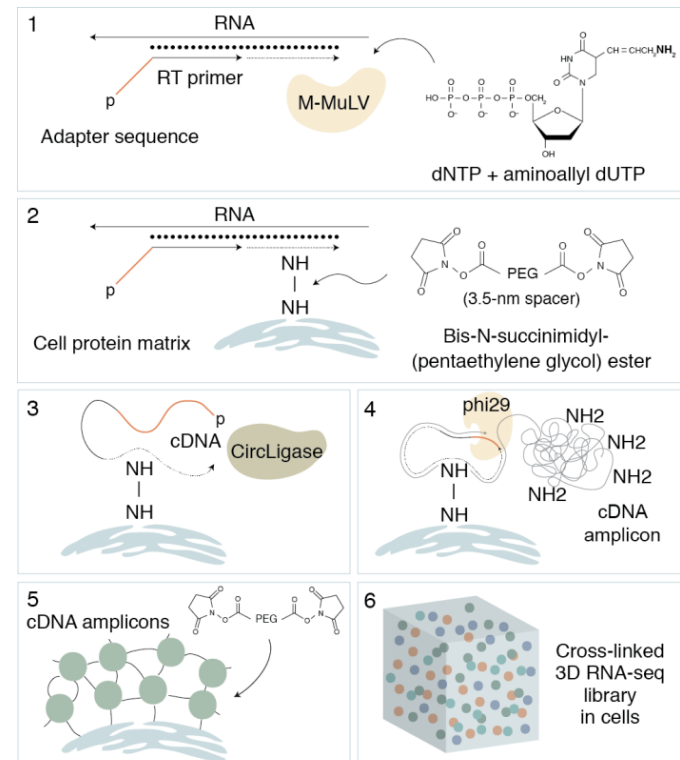 1
RNA
RT primer
p
M-MuLV
Adapter sequence
O
HN
CH=CHCH₂NH₂
O
N
O O O
HO-P-O-P-O-P-OCH₂
O
O⁻ O⁻ O⁻
OH
dNTP + aminoallyl dUTP
2
RNA
p
NH
NH
Cell protein matrix
O
O
O
O
N
O
PEG
O
N
O
O
(3.5-nm spacer)
Bis-N-succinimidyl-
(pentaethylene glycol) ester
3
p
cDNA
CircLigase
NH
NH
4
phi29
NH2
NH2
NH2
NH2
NH
NH
cDNA
amplicon
5
cDNA amplicons
O
O
O
O
N
O
PEG
O
N
O
O
6
Cross-linked
3D RNA-seq
library
in cells